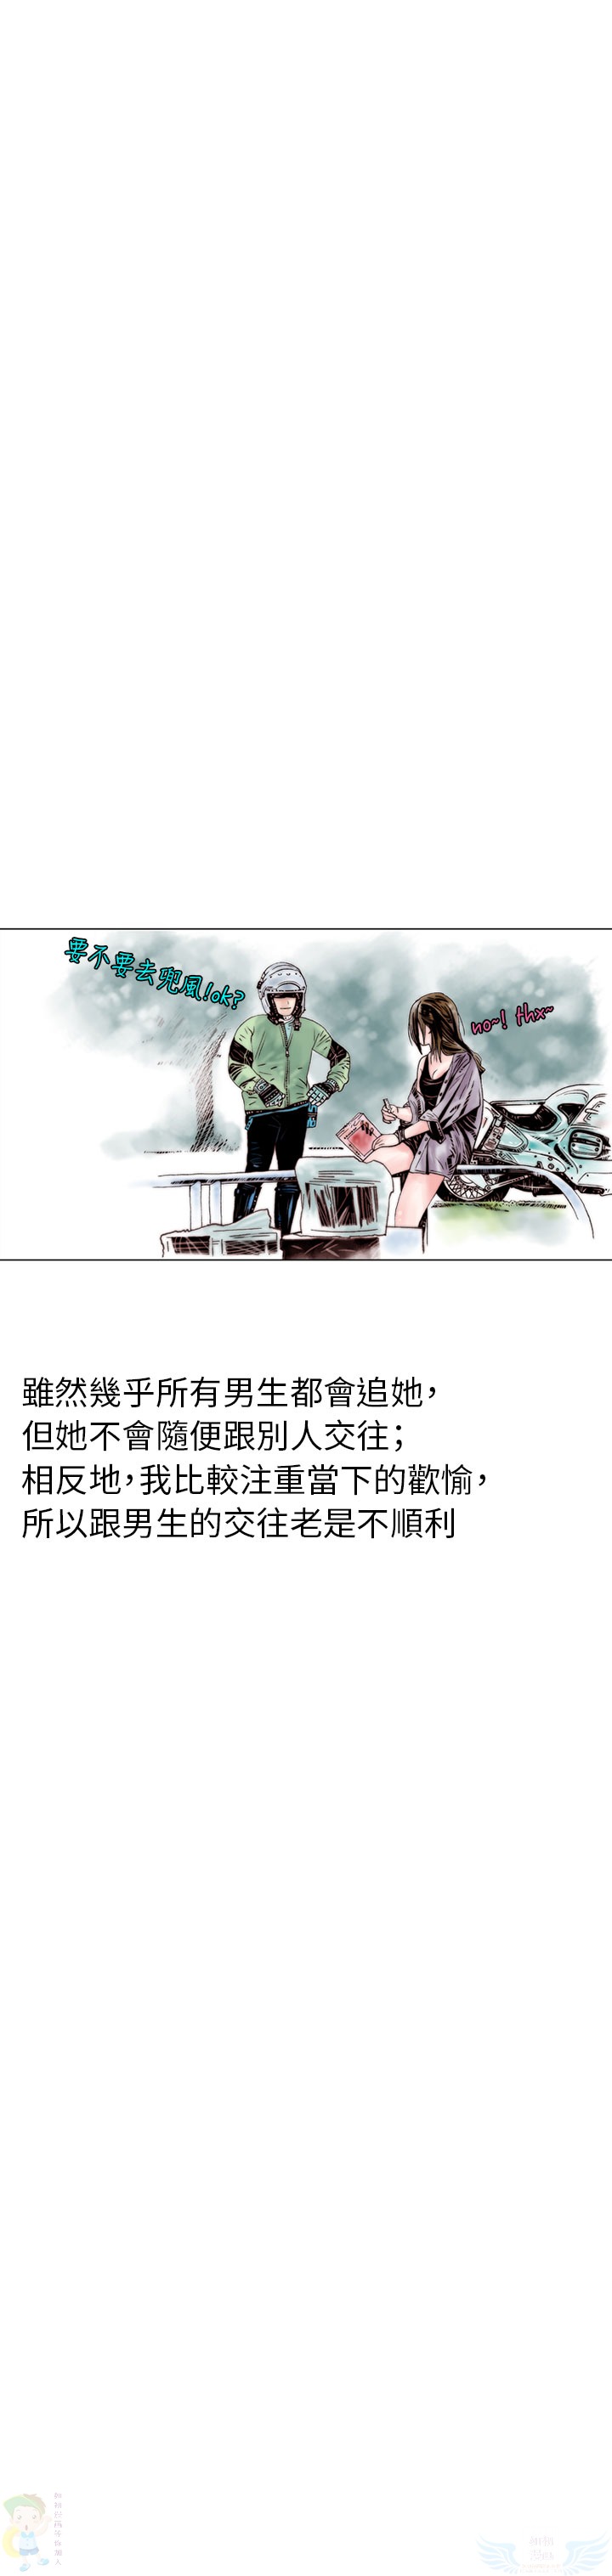 要不要去兜風!ok?
no~! thx~
雖然幾乎所有男生都會追她，
但她不會隨便跟別人交往；
相反地，我比較注重當下的歡愉，
所以跟男生的交往老是不順利